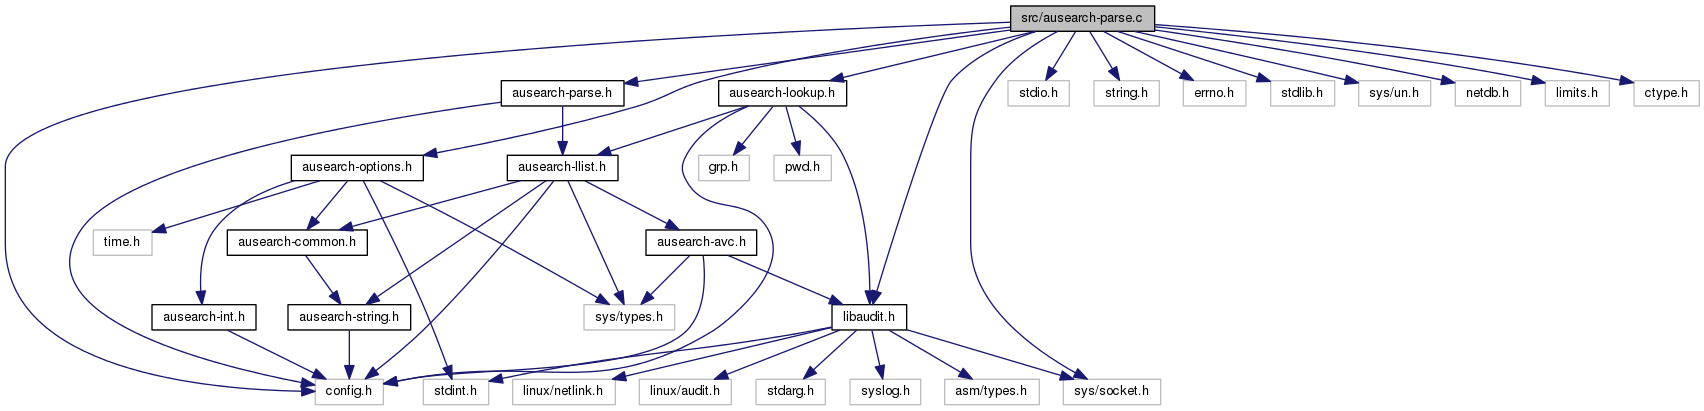 src/ausearch-parse.c
ausearch-parse.h
ausearch-lookup.h
stdio.h
string.h
errno.h
stdlib.h
sys/un.h
netdb.h
limits.h
ctype.h
ausearch-options.h
ausearch-llist.h
grp.h
pwd.h
time.h
ausearch-common.h
ausearch-avc.h
ausearch-int.h
ausearch-string.h
sys/types.h
libaudit.h
config.h
stdint.h
linux/netlink.h
linux/audit.h
stdarg.h
syslog.h
asm/types.h
sys/socket.h